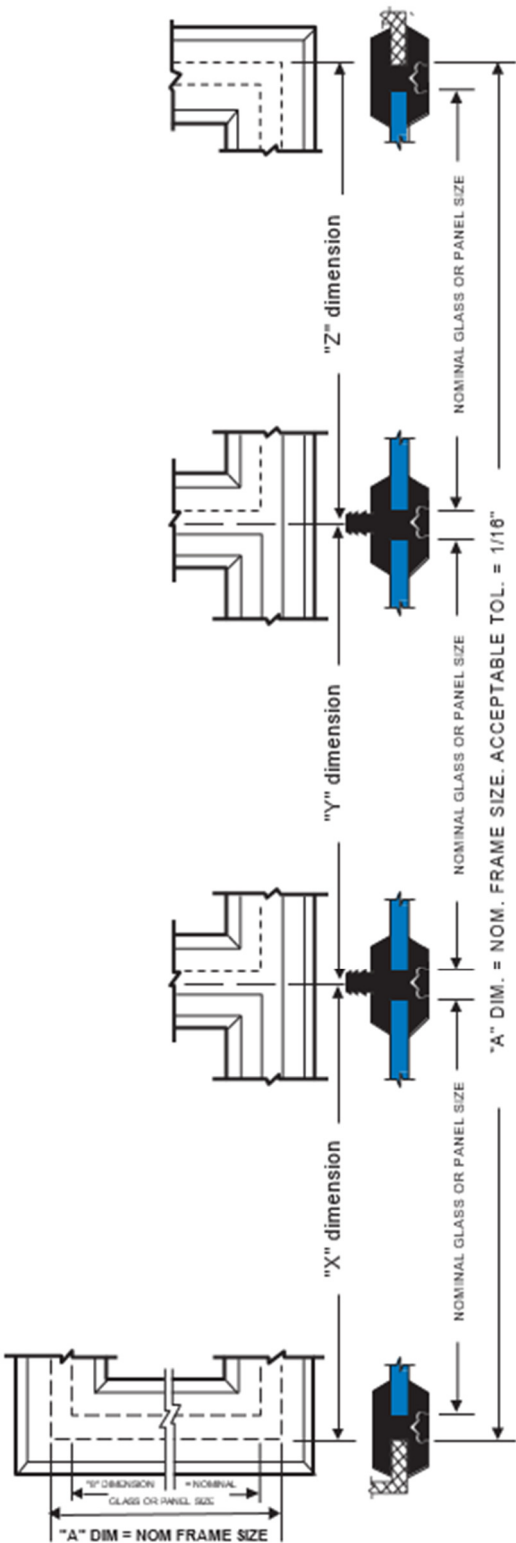 "Z" dimension
NOMINAL GLASS OR PANEL SIZE
"Y" dimension
NOMINAL GLASS OR PANEL SIZE
"A" DIM. = NOM. FRAME SIZE. ACCEPTABLE TOL. = 1/16"
"X" dimension
NOMINAL GLASS OR PANEL SIZE
DIMENSION = NOMINAL
GLASS OR PANEL SIZE
"A" DIM = NOM FRAME SIZE